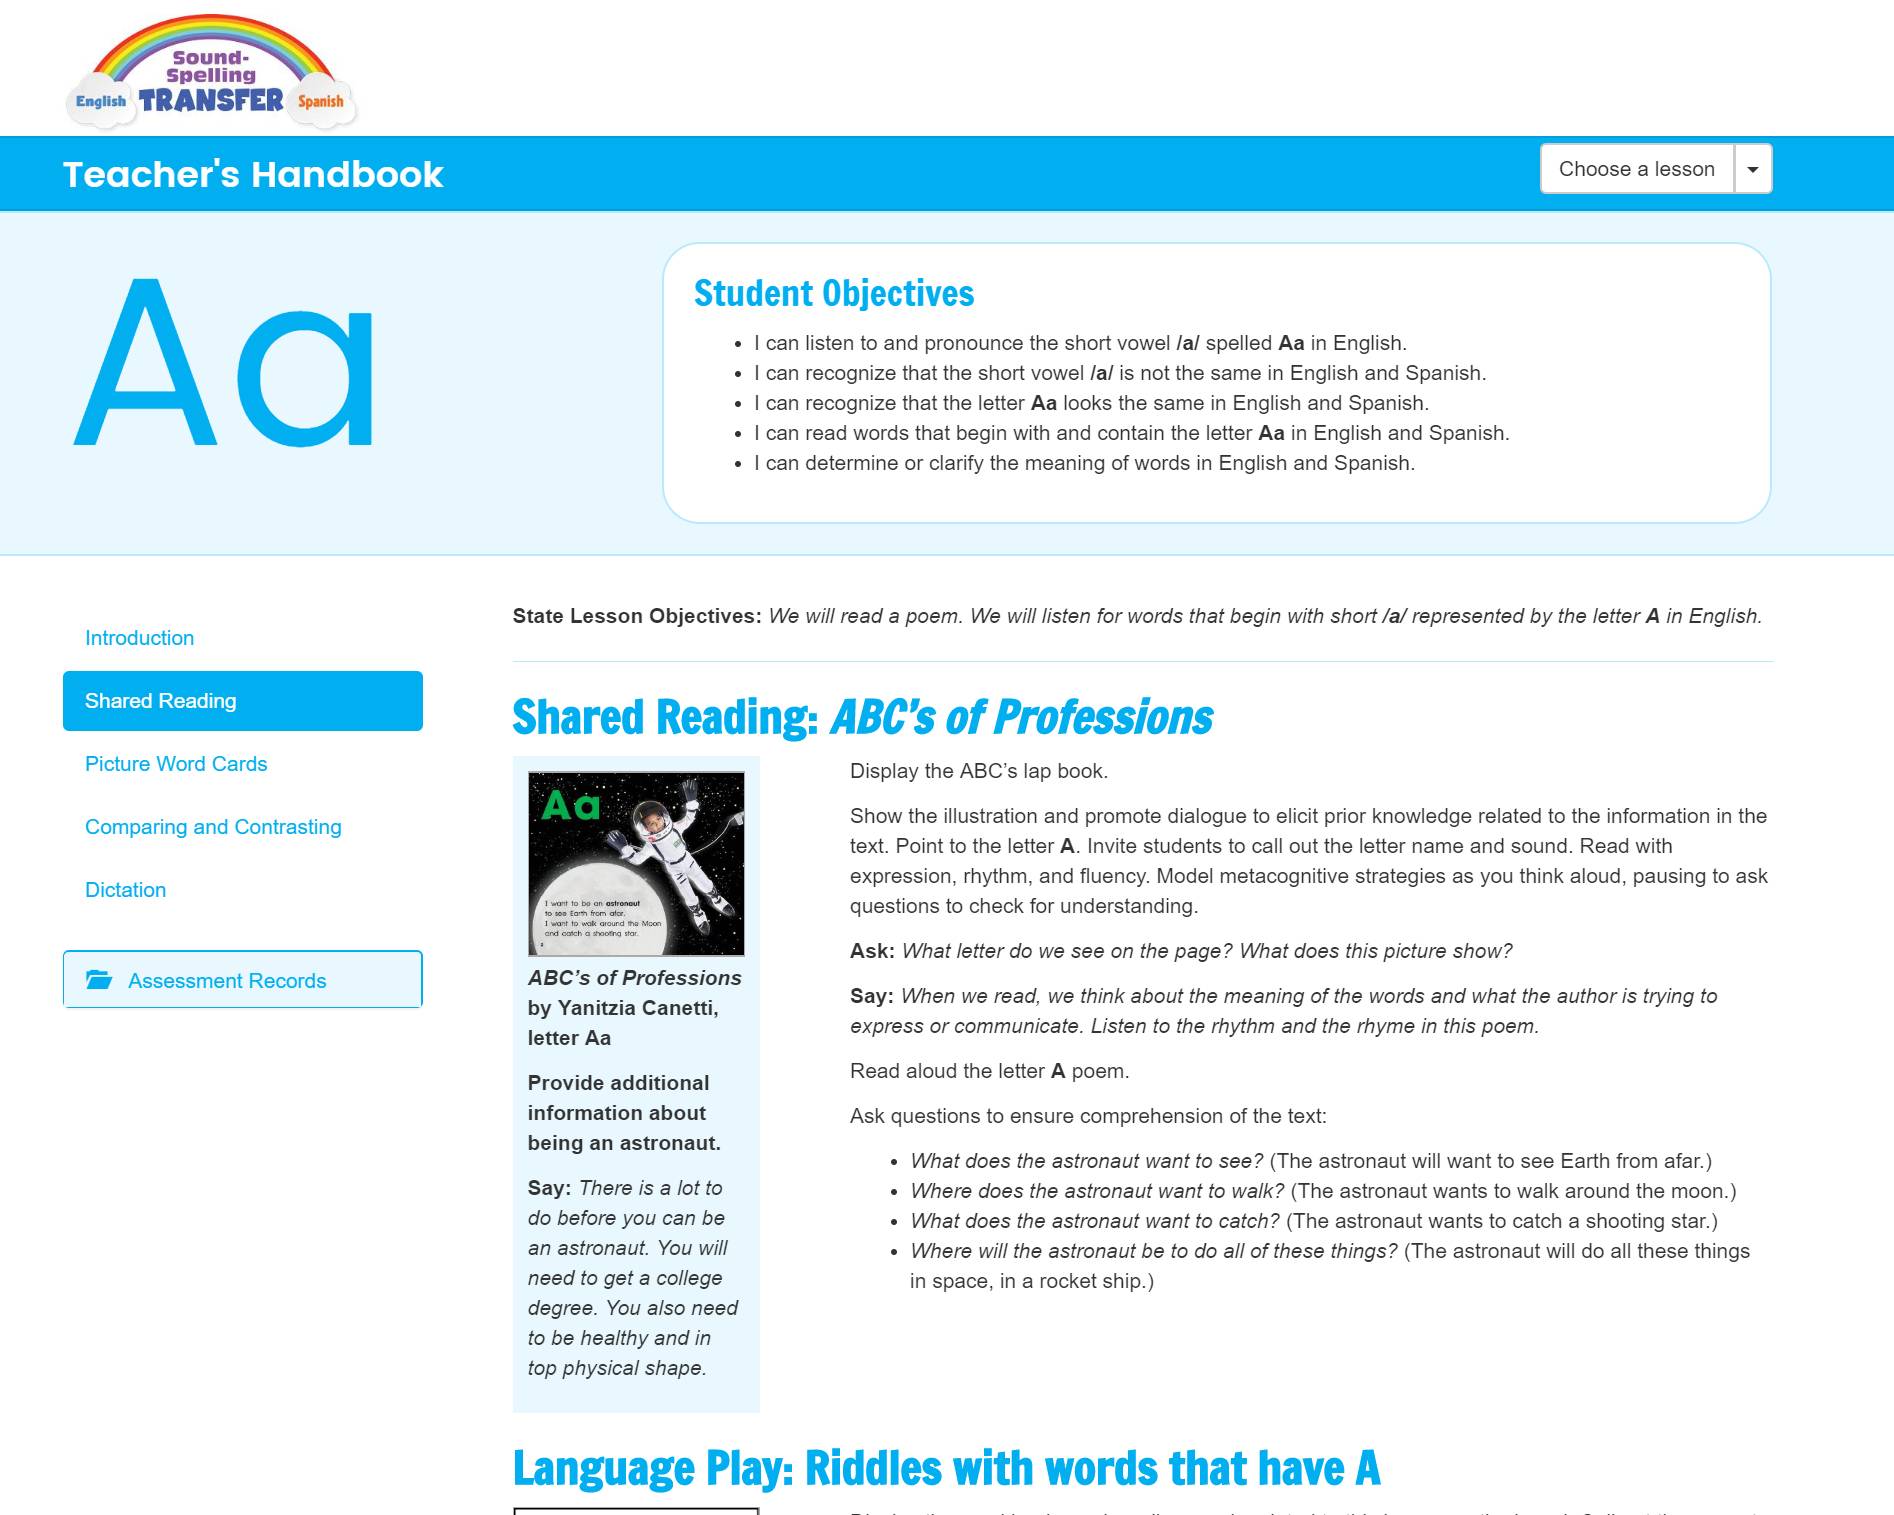 Sound-
Spelling
English TRANSFER Spanish
Teacher's Handbook
Choose a lesson
Aa
Student Objectives
• I can listen to and pronounce the short vowel /a/ spelled Aa in English.
• I can recognize that the short vowel /a/ is not the same in English and Spanish.
• I can recognize that the letter Aa looks the same in English and Spanish.
• I can read words that begin with and contain the letter Aa in English and Spanish.
• I can determine or clarify the meaning of words in English and Spanish.
Introduction
Shared Reading
Picture Word Cards
Comparing and Contrasting
Dictation
Assessment Records
State Lesson Objectives: We will read a poem. We will listen for words that begin with short /a/ represented by the letter A in English.
Shared Reading: ABC's of Professions
Aa
I want to be an astronaut
to see Earth from afar.
I want to walk around the Moon
and catch a shooting star.
2
ABC’s of Professions
by Yanitzia Canetti,
letter Aa
Provide additional
information about
being an astronaut.
Say: There is a lot to
do before you can be
an astronaut. You will
need to get a college
degree. You also need
to be healthy and in
top physical shape.
Display the ABC’s lap book.
Show the illustration and promote dialogue to elicit prior knowledge related to the information in the
text. Point to the letter A. Invite students to call out the letter name and sound. Read with
expression, rhythm, and fluency. Model metacognitive strategies as you think aloud, pausing to ask
questions to check for understanding.
Ask: What letter do we see on the page? What does this picture show?
Say: When we read, we think about the meaning of the words and what the author is trying to
express or communicate. Listen to the rhythm and the rhyme in this poem.
Read aloud the letter A poem.
Ask questions to ensure comprehension of the text:
• What does the astronaut want to see? (The astronaut will want to see Earth from afar.)
• Where does the astronaut want to walk? (The astronaut wants to walk around the moon.)
• What does the astronaut want to catch? (The astronaut wants to catch a shooting star.)
• Where will the astronaut be to do all of these things? (The astronaut will do all these things
in space, in a rocket ship.)
Language Play: Riddles with words that have A